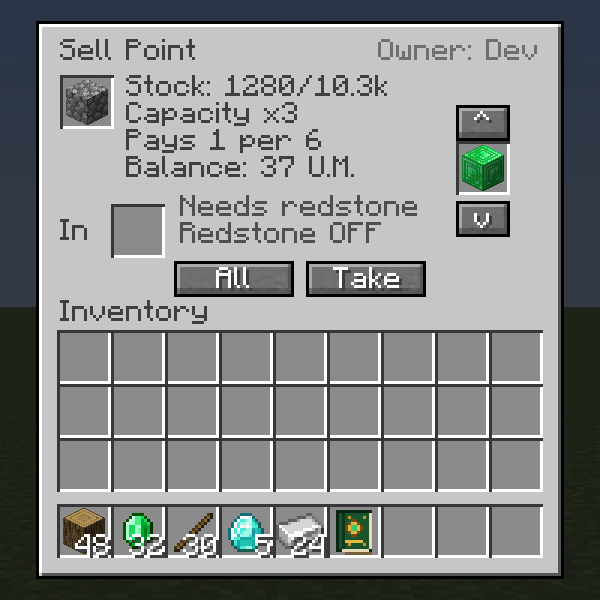 Sell Point
Owner: Dev
Stock: 1280/10.3k
Capacity x3
Pays 1 per 6
Balance: 37 U.M.
^
v
In
Needs redstone
Redstone OFF
All
Take
Inventory
48 32 30 5 24